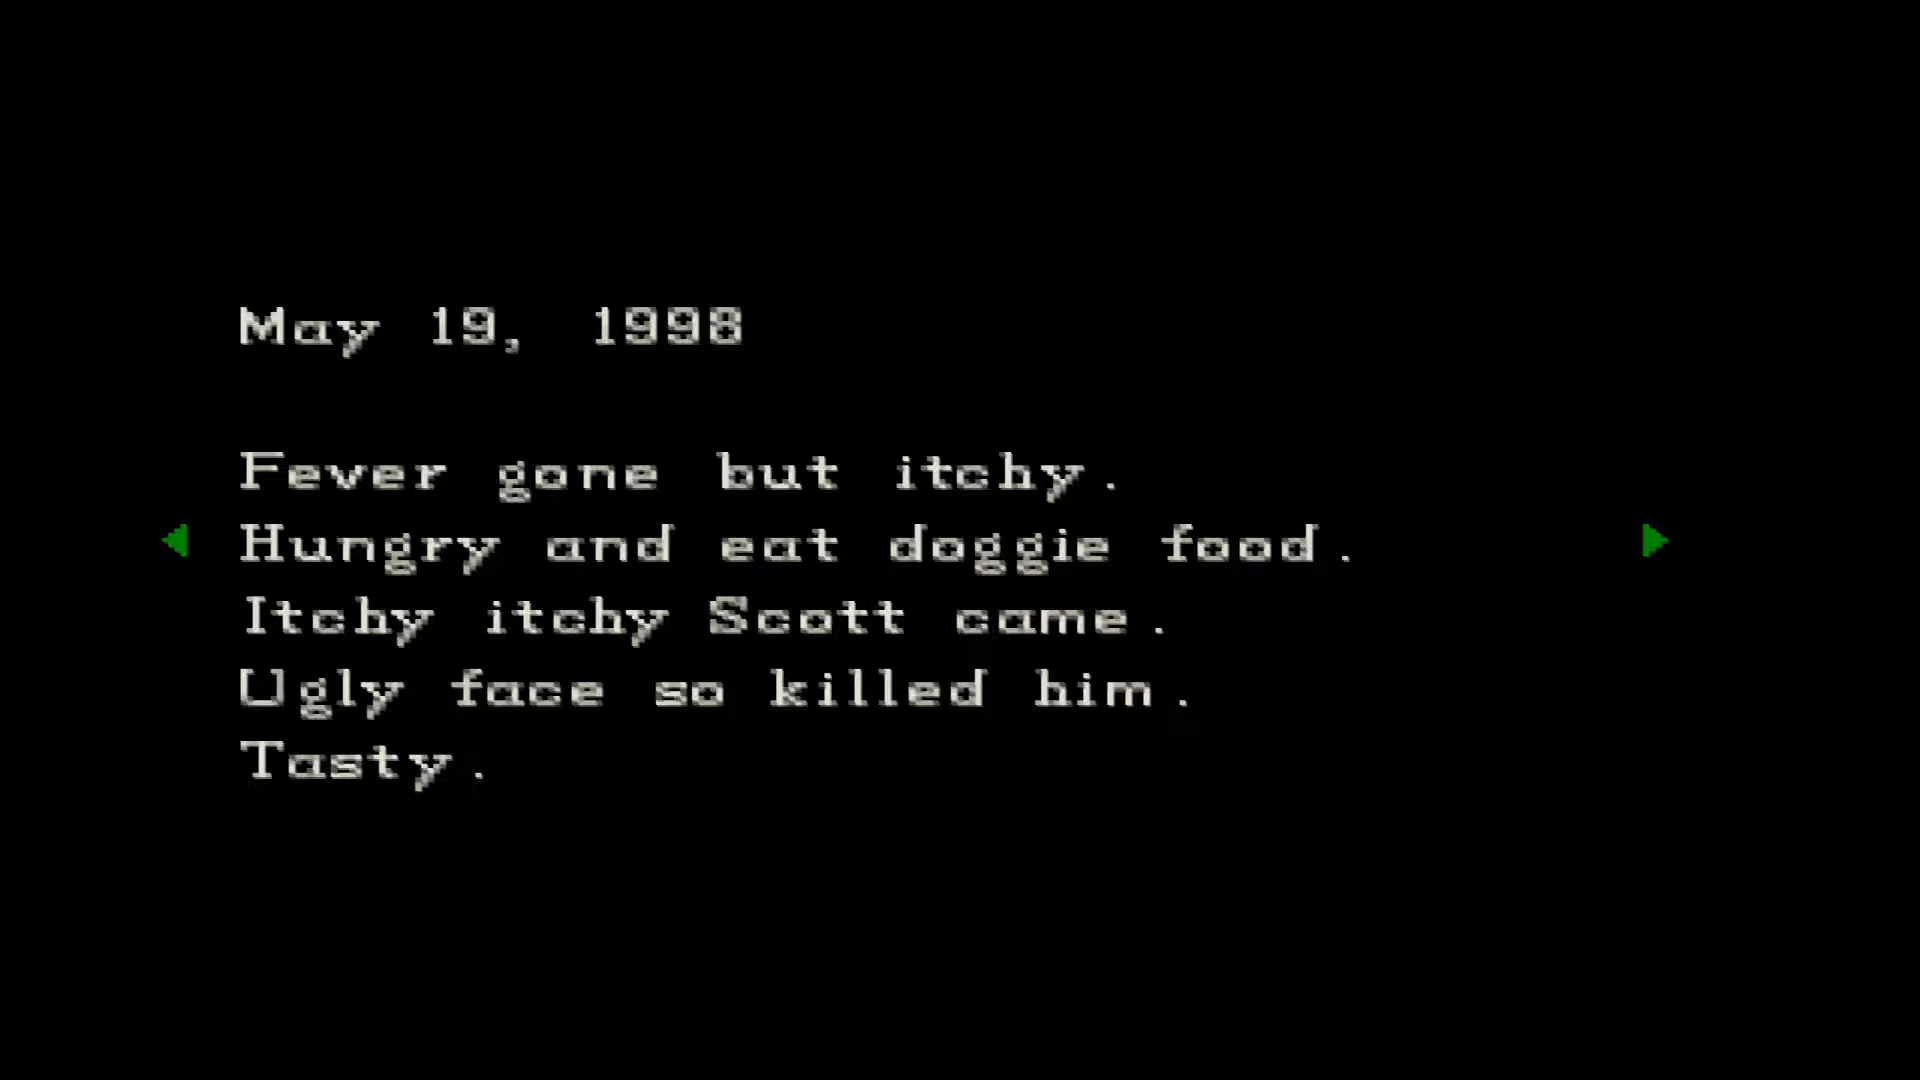 May 19, 1998
Fever gone but itchy.
Hungry and eat doggie food.
Itchy itchy Scott came.
Ugly face so killed him.
Tasty.